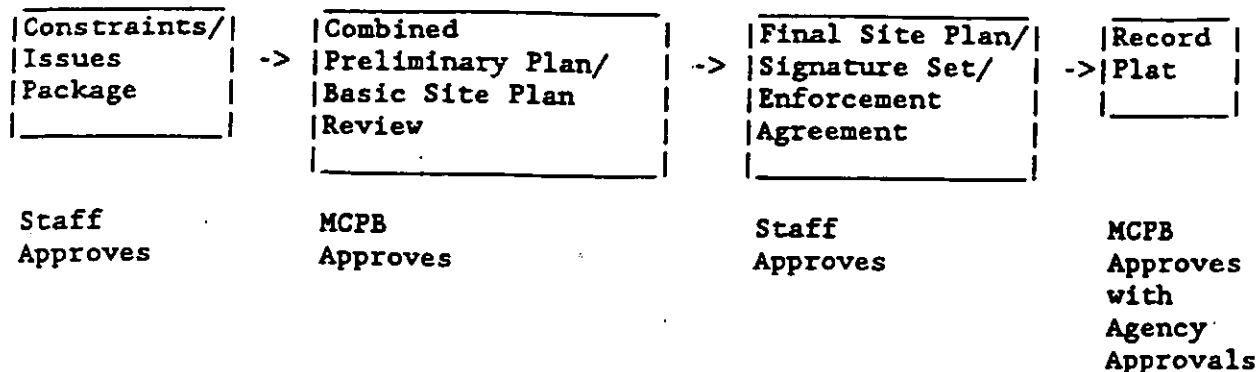 Constraints/
Issues
Package
->
Combined
Preliminary Plan/
Basic Site Plan
Review
->
Final Site Plan/
Signature Set/
Enforcement
Agreement
->
Record
Plat
Staff
Approves
MCPB
Approves
Staff
Approves
MCPB
Approves
with
Agency
Approvals